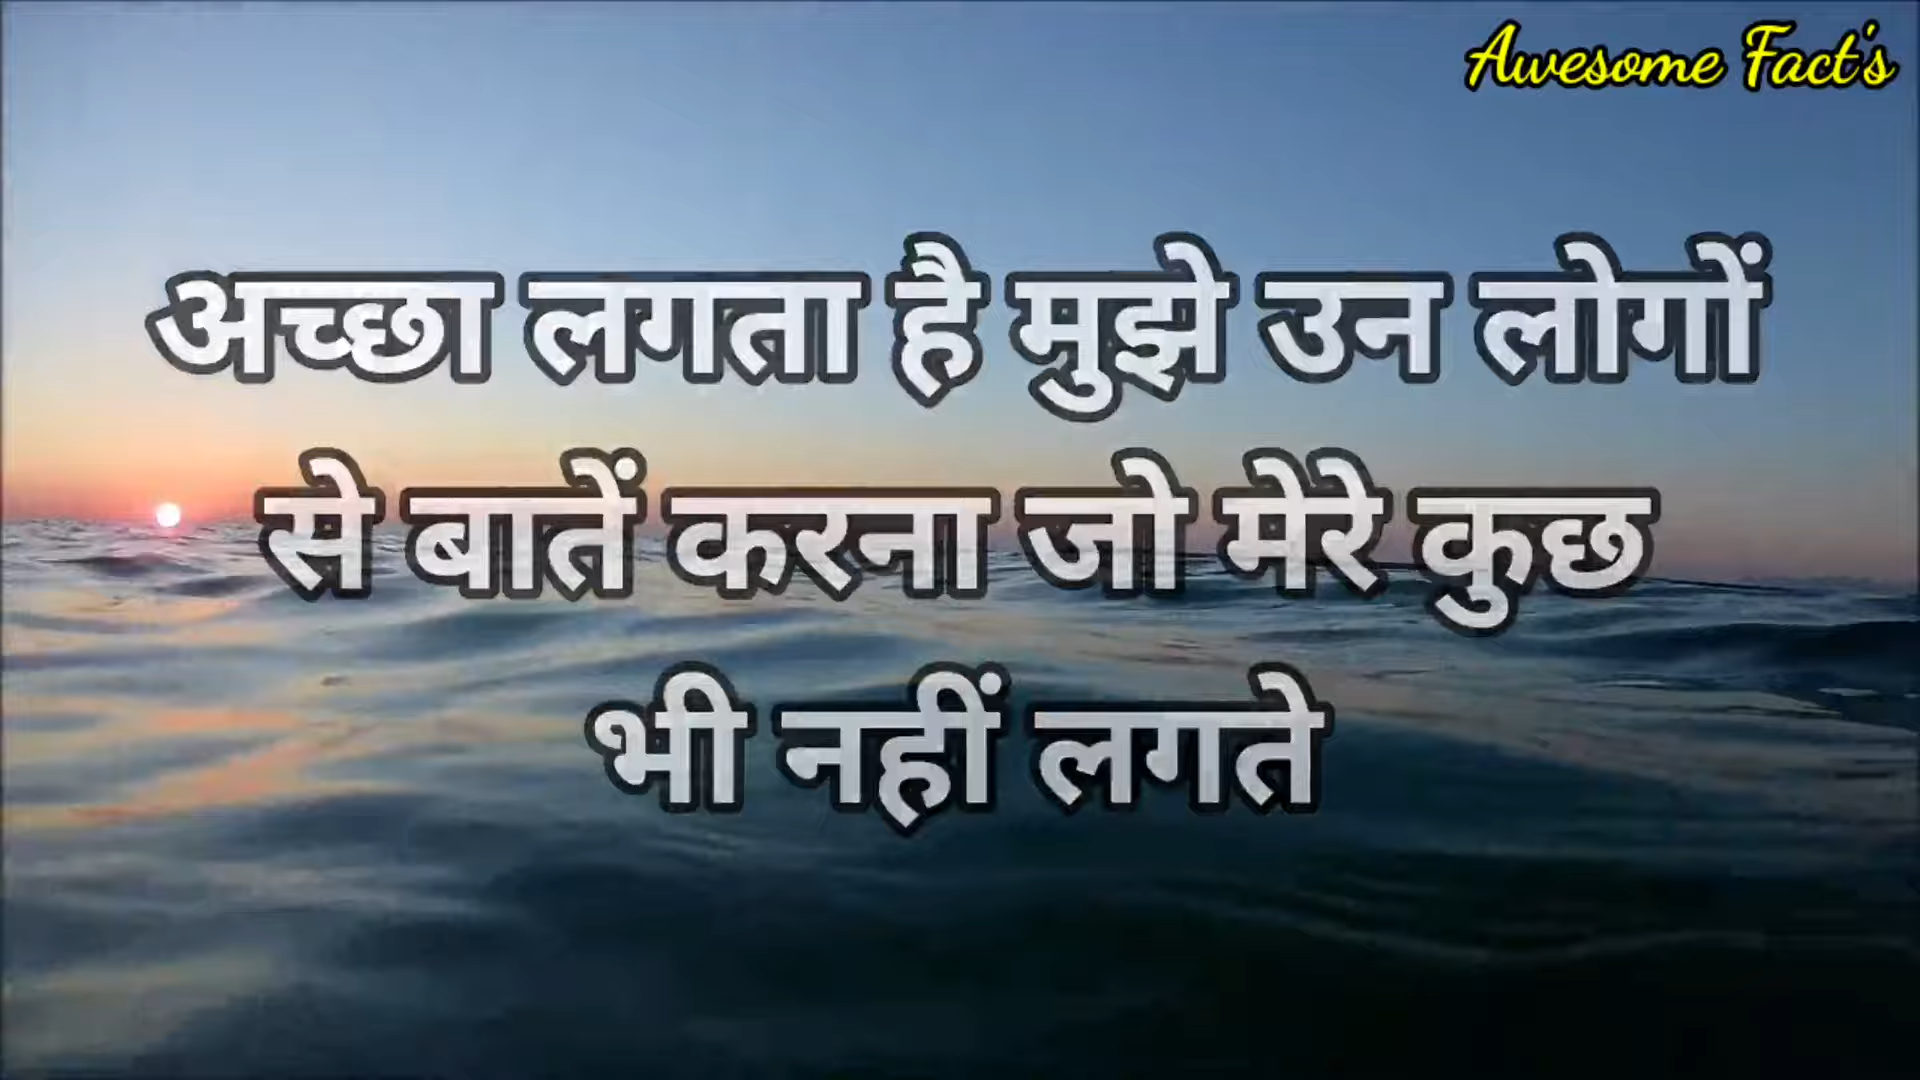 Awesome Fact's
अच्छा लगता है मुझे उन लोगों
से बातें करना जो मेरे कुछ
भी नहीं लगते